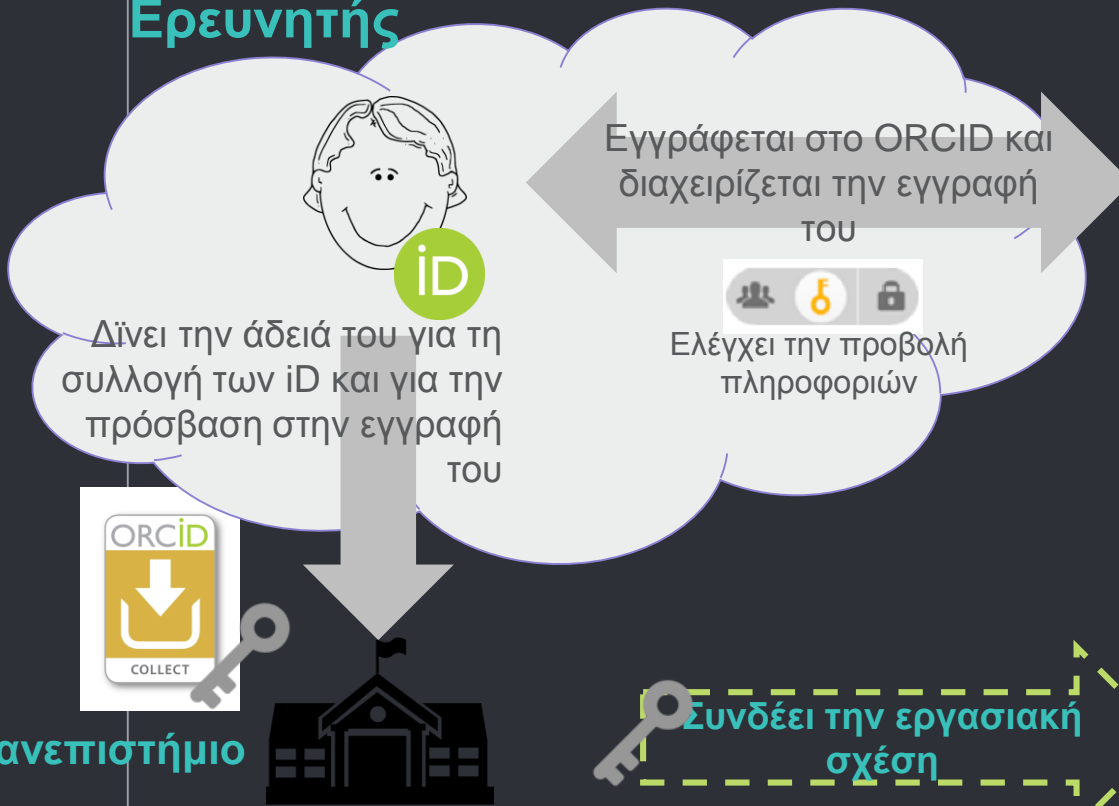 Ερευνητής
Εγγράφεται στο ORCID και
διαχειρίζεται την εγγραφή
του
iD
Ελέγχει την προβολή
πληροφοριών
Δϊνει την άδειά του για τη
συλλογή των iD και για την
πρόσβαση στην εγγραφή
του
ORCiD
COLLECT
ανεπιστήμιο
Συνδέει την εργασιακή
σχέση